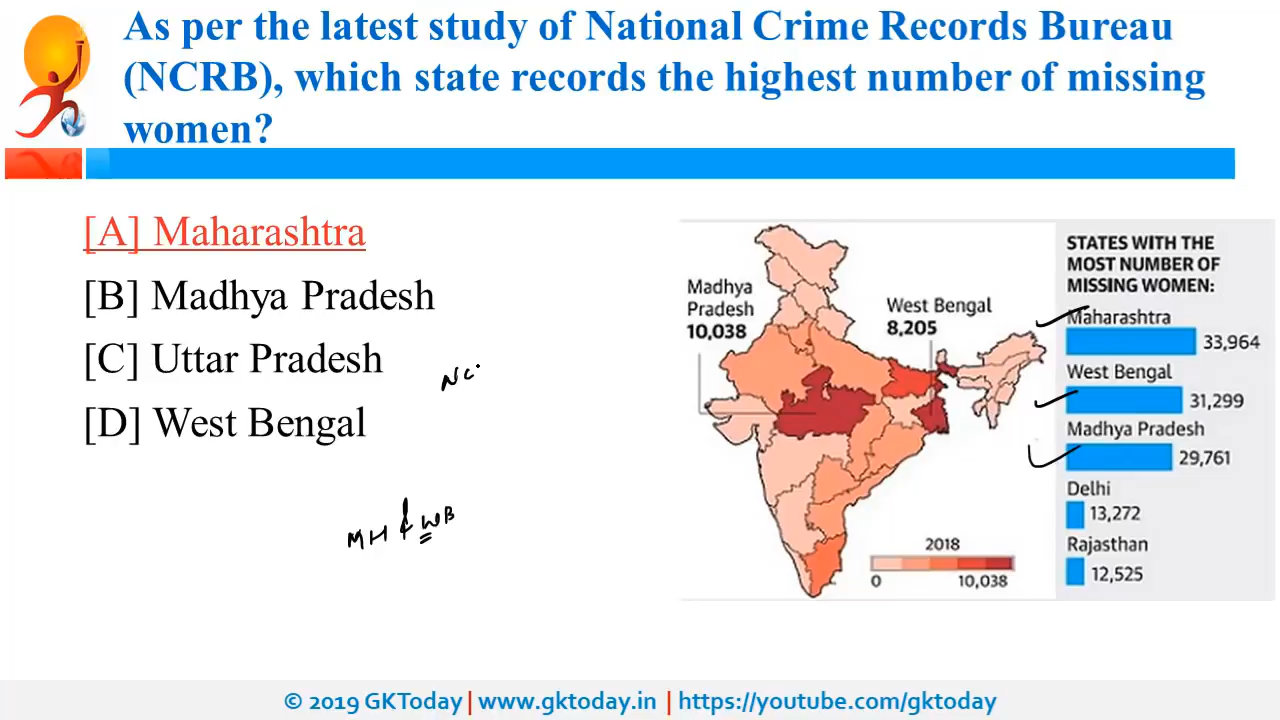 As per the latest study of National Crime Records Bureau
(NCRB), which state records the highest number of missing
women?
[A] Maharashtra
[B] Madhya Pradesh
[C] Uttar Pradesh
[D] West Bengal
NC
MH & WB
Madhya
Pradesh
10,038
West Bengal
8,205
2018
0
10,038
STATES WITH THE
MOST NUMBER OF
MISSING WOMEN:
Maharashtra
33,964
West Bengal
31,299
Madhya Pradesh
29,761
Delhi
13,272
Rajasthan
12,525
© 2019 GKToday | www.gktoday.in | https://youtube.com/gktoday